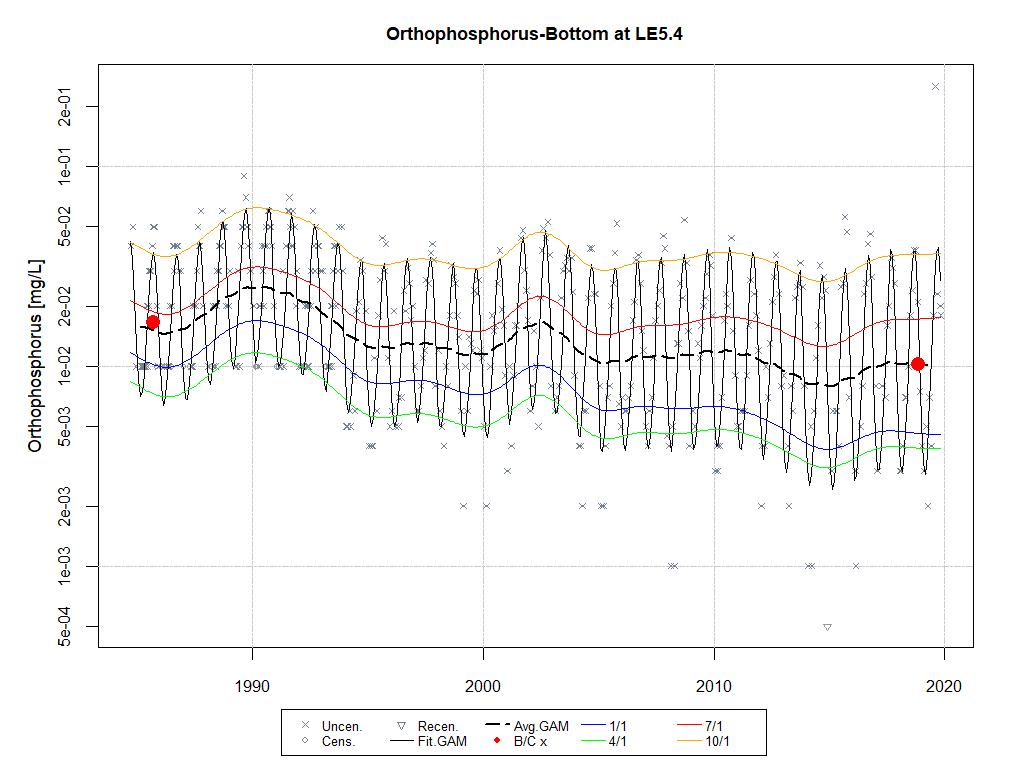 Orthophosphorus-Bottom at LE5.4
Orthophosphorus [mg/L]
2e-01
1e-01
5e-02
2e-02
1e-02
5e-03
2e-03
1e-03
5e-04
1990 2000 2010 2020
Uncen. Recen. Avg.GAM 1/1 7/1
Cens. Fit.GAM B/C x 4/1 10/1